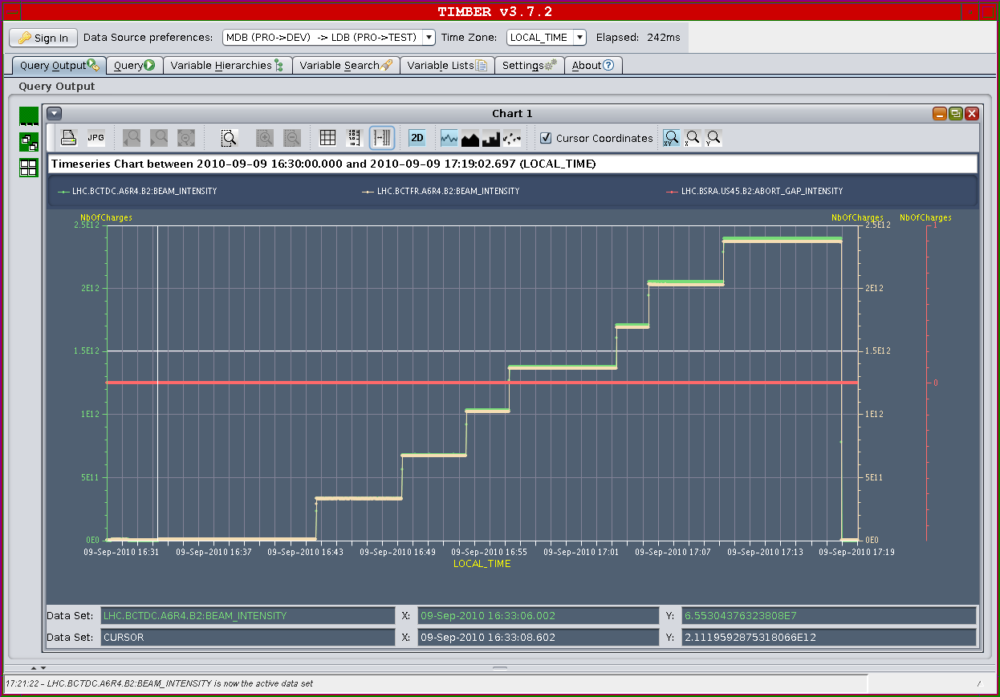 TIMBER v3.7.2
Sign In Data Source preferences: MDB (PRO->DEV) -> LDB (PRO->TEST) Time Zone: LOCAL_TIME Elapsed: 242ms
Query Output Query Variable Hierarchies Variable Search Variable Lists Settings About
Query Output
Chart 1
JPG 2D Cursor Coordinates XY X Y
Timeseries Chart between 2010-09-09 16:30:00.000 and 2010-09-09 17:19:02.697 (LOCAL_TIME)
LHC.BCTDC.A6R4.B2:BEAM_INTENSITY LHC.BCTFR.A6R4.B2:BEAM_INTENSITY LHC.BSRA.US45.B2:ABORT_GAP_INTENSITY
NbOfCharges NbOfCharges NbOfCharges
2.5E12 2.5E12 1
2E12 2E12
1.5E12 1.5E12
0
1E12 1E12
5E11 5E11
0E0 0E0
09-Sep-2010 16:31 09-Sep-2010 16:37 09-Sep-2010 16:43 09-Sep-2010 16:49 09-Sep-2010 16:55 09-Sep-2010 17:01 09-Sep-2010 17:07 09-Sep-2010 17:13 09-Sep-2010 17:19
LOCAL_TIME
Data Set: LHC.BCTDC.A6R4.B2:BEAM_INTENSITY X: 09-Sep-2010 16:33:06.002 Y: 6.55304376323808E7
Data Set: CURSOR X: 09-Sep-2010 16:33:08.602 Y: 2.1119592875318066E12
17:21:22 - LHC.BCTDC.A6R4.B2:BEAM_INTENSITY is now the active data set